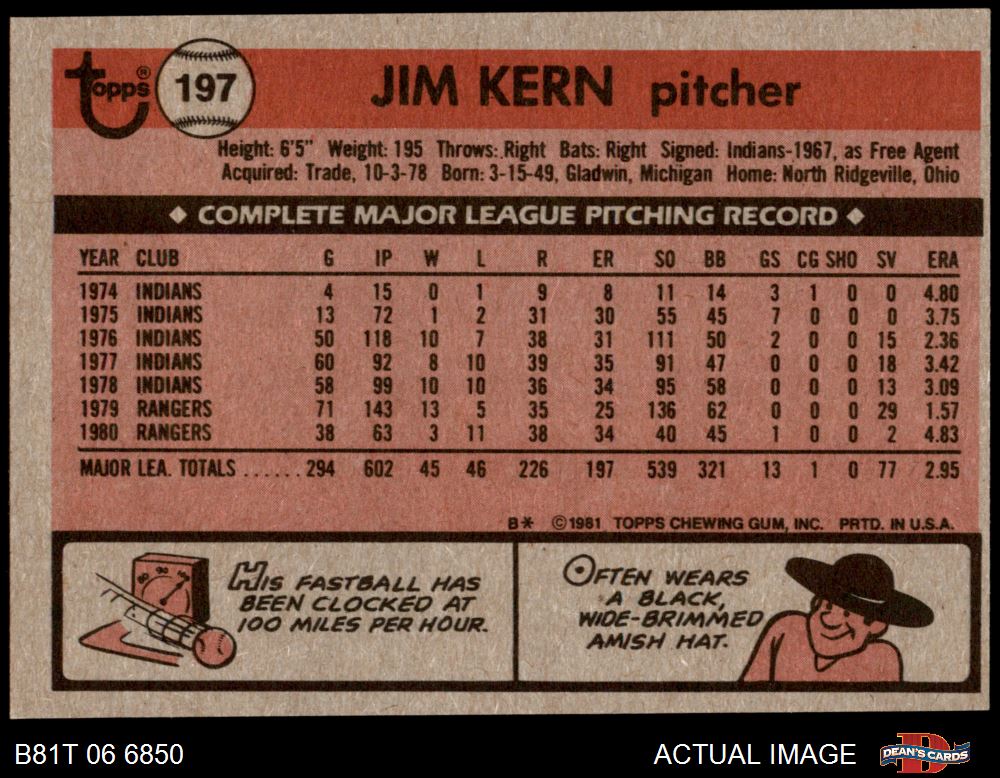 topps® 197 JIM KERN pitcher
Height: 6'5" Weight: 195 Throws: Right Bats: Right Signed: Indians-1967, as Free Agent
Acquired: Trade, 10-3-78 Born: 3-15-49, Gladwin, Michigan Home: North Ridgeville, Ohio
◆ COMPLETE MAJOR LEAGUE PITCHING RECORD ◆
YEAR CLUB G IP W L R ER SO BB GS CG SHO SV ERA
1974 INDIANS 4 15 0 1 9 8 11 14 3 1 0 0 4.80
1975 INDIANS 13 72 1 2 31 30 55 45 7 0 0 0 3.75
1976 INDIANS 50 118 10 7 38 31 111 50 2 0 0 15 2.36
1977 INDIANS 60 92 8 10 39 35 91 47 0 0 0 18 3.42
1978 INDIANS 58 99 10 10 36 34 95 58 0 0 0 13 3.09
1979 RANGERS 71 143 13 5 35 25 136 62 0 0 0 29 1.57
1980 RANGERS 38 63 3 11 38 34 40 45 1 0 0 2 4.83
MAJOR LEA. TOTALS ...... 294 602 45 46 226 197 539 321 13 1 0 77 2.95
B* ©1981 TOPPS CHEWING GUM, INC. PRTD. IN U.S.A.
80 90 100
HIS FASTBALL HAS
BEEN CLOCKED AT
100 MILES PER HOUR.
OFTEN WEARS
A BLACK,
WIDE-BRIMMED
AMISH HAT.
B81T 06 6850 ACTUAL IMAGE D DEAN'S CARDS